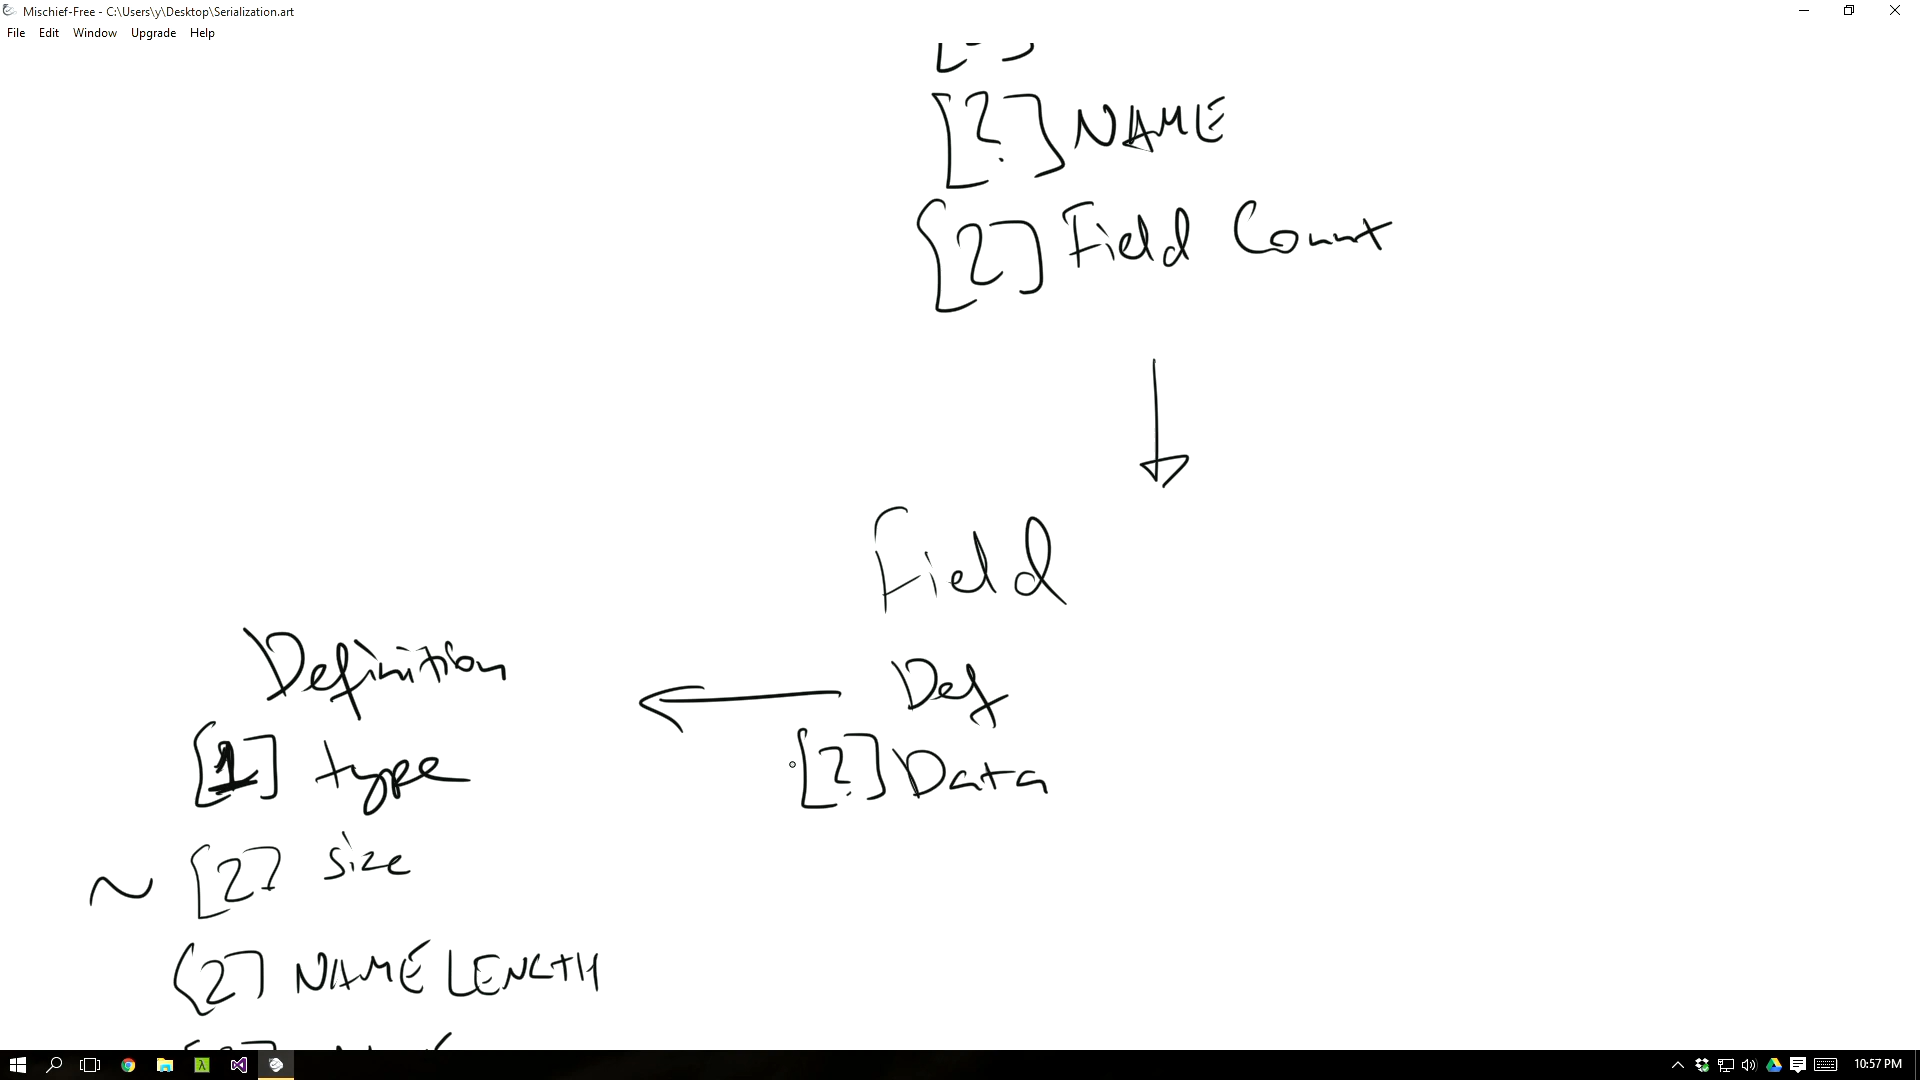 Mischief-Free - C:\Users\y\Desktop\Serialization.art
File Edit Window Upgrade Help
[?] NAME
[2] Field Count
Field
Definition
Def
[1] type
[?] Data
~ [2] size
[2] NAME LENGTH
10:57 PM